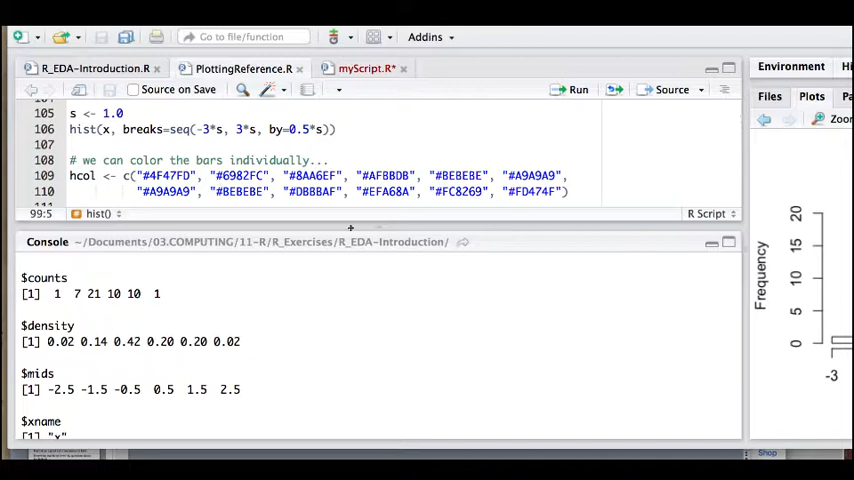 Go to file/function
Addins
R_EDA-Introduction.R
PlottingReference.R
myScript.R*
Environment
Source on Save
Run
Source
Files
Plots
105 s <- 1.0
106 hist(x, breaks=seq(-3*s, 3*s, by=0.5*s))
107
108 # we can color the bars individually...
109 hcol <- c("#4F47FD", "#6982FC", "#8AA6EF", "#AFBBDB", "#BEBEBE", "#A9A9A9",
110 "#A9A9A9", "#BEBEBE", "#DBBBAF", "#EFA68A", "#FC8269", "#FD474F")
99:5
hist()
R Script
Console ~/Documents/03.COMPUTING/11-R/R_Exercises/R_EDA-Introduction/
$counts
[1] 1 7 21 10 10 1
$density
[1] 0.02 0.14 0.42 0.20 0.20 0.02
$mids
[1] -2.5 -1.5 -0.5 0.5 1.5 2.5
$xname
[1] "x"
Frequency
20
15
10
5
0
-3
Shop